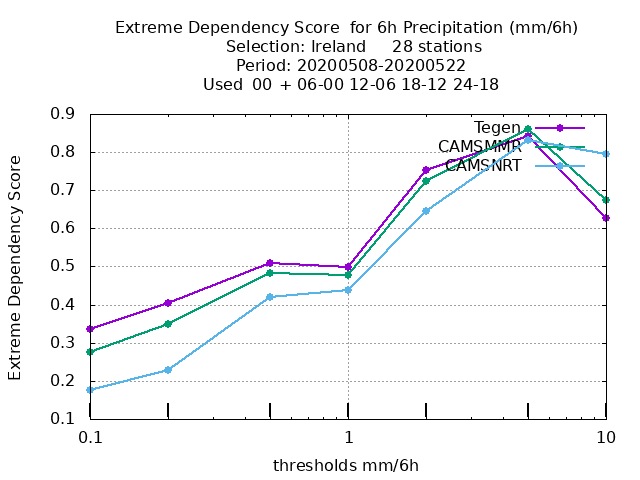 Extreme Dependency Score  for 6h Precipitation (mm/6h)
Selection: Ireland     28 stations
Period: 20200508-20200522
Used  00  + 06-00 12-06 18-12 24-18
Tegen
CAMSMMR
CAMSNRT
0.9
0.8
0.7
0.6
0.5
0.4
0.3
0.2
0.1
Extreme Dependency Score
0.1
1
10
thresholds mm/6h